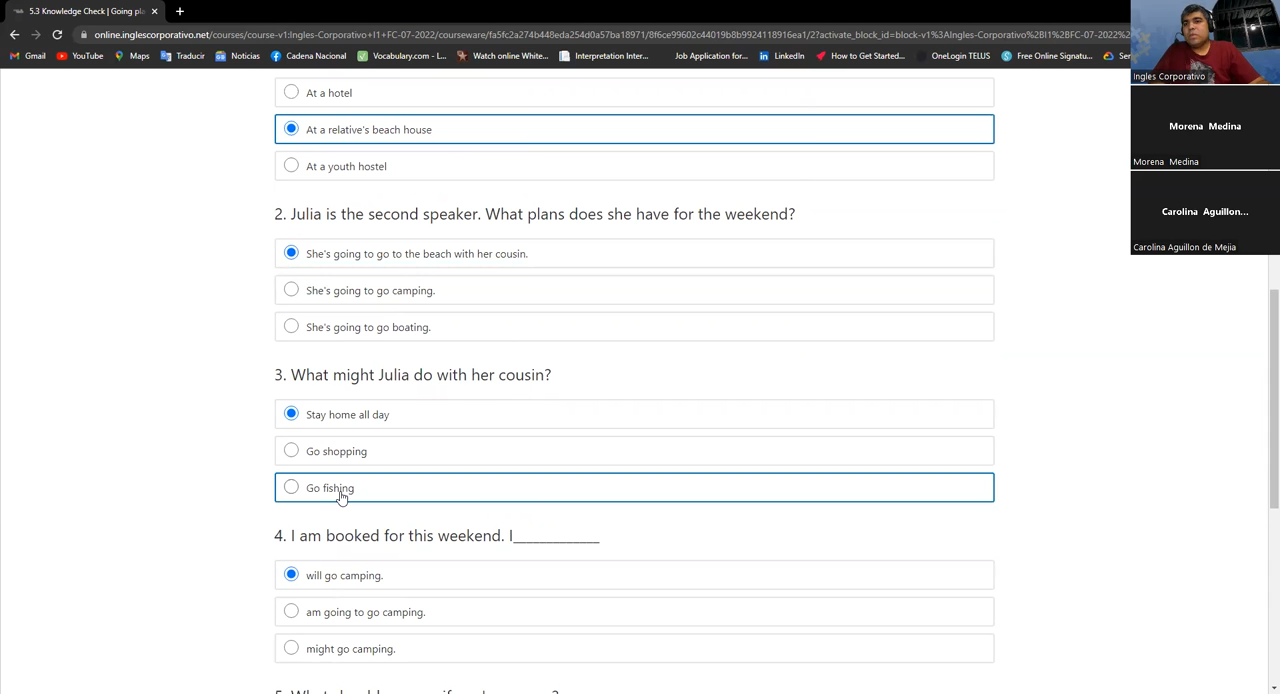 5.3 Knowledge Check | Going pla
online.inglescorporativo.net/courses/course-v1:Ingles-Corporativo+I1+FC-07-2022/courseware/fa5fc2a274b448eda254d0a57ba18971/8f6ce99602c44019b8b9924118916ea1/2?activate_block_id=block-v1%3AIngles-Corporativo%2BI1%2BFC-07-2022%
Gmail YouTube Maps Traducir Noticias Cadena Nacional Vocabulary.com - L... Watch online White... Interpretation Inter... Job Application for... LinkedIn How to Get Started... OneLogin TELUS Free Online Signatu... Ser
Ingles Corporativo
Morena Medina
Morena Medina
Carolina Aguillon...
Carolina Aguillon de Mejia
At a hotel
At a relative's beach house
At a youth hostel
2. Julia is the second speaker. What plans does she have for the weekend?
She's going to go to the beach with her cousin.
She's going to go camping.
She's going to go boating.
3. What might Julia do with her cousin?
Stay home all day
Go shopping
Go fishing
4. I am booked for this weekend. I____________
will go camping.
am going to go camping.
might go camping.